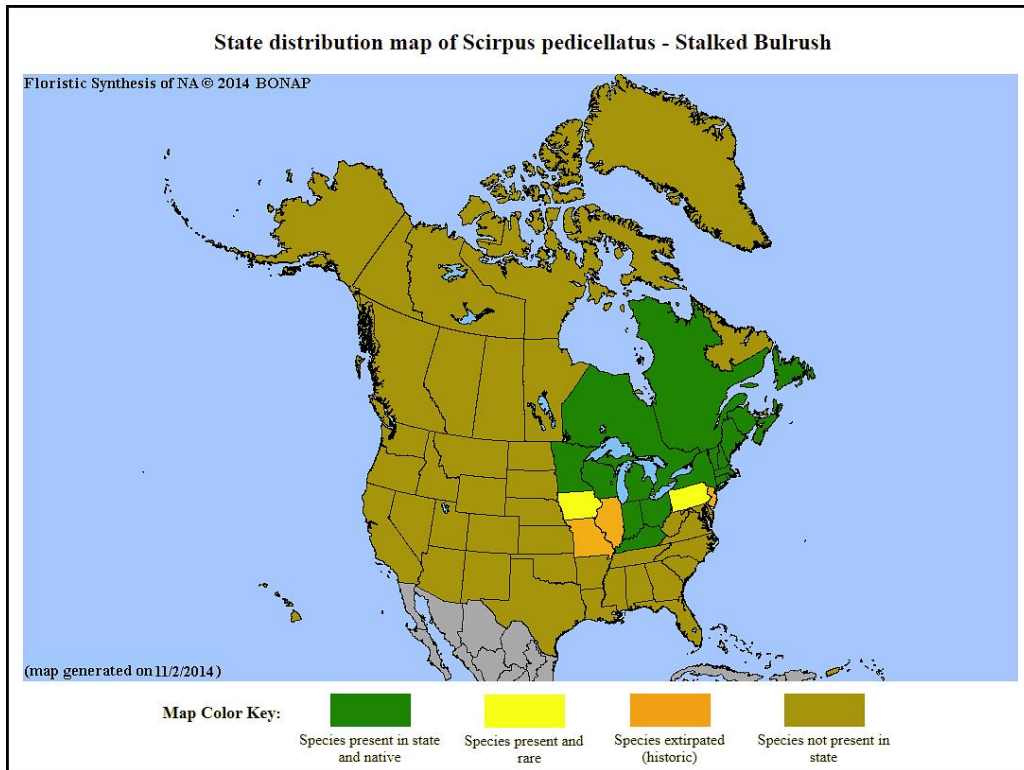 State distribution map of Scirpus pedicellatus - Stalked Bulrush
Floristic Synthesis of NA © 2014 BONAP
(map generated on 11/2/2014 )
Map Color Key:
Species present in state
and native
Species present and
rare
Species extirpated
(historic)
Species not present in
state